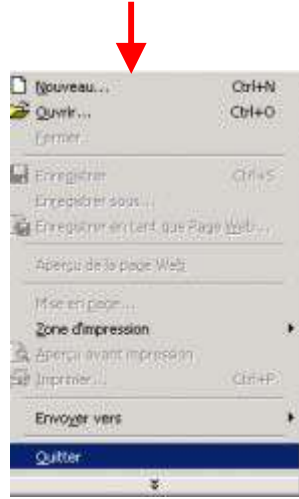 Nouveau... Ctrl+N
Ouvrir... Ctrl+O
Fermer
Enregistrer Ctrl+S
Enregistrer sous...
Enregistrer en tant que Page Web...
Aperçu de la page Web
Mise en page...
Zone d'impression
Aperçu avant impression
Imprimer... Ctrl+P
Envoyer vers
Quitter